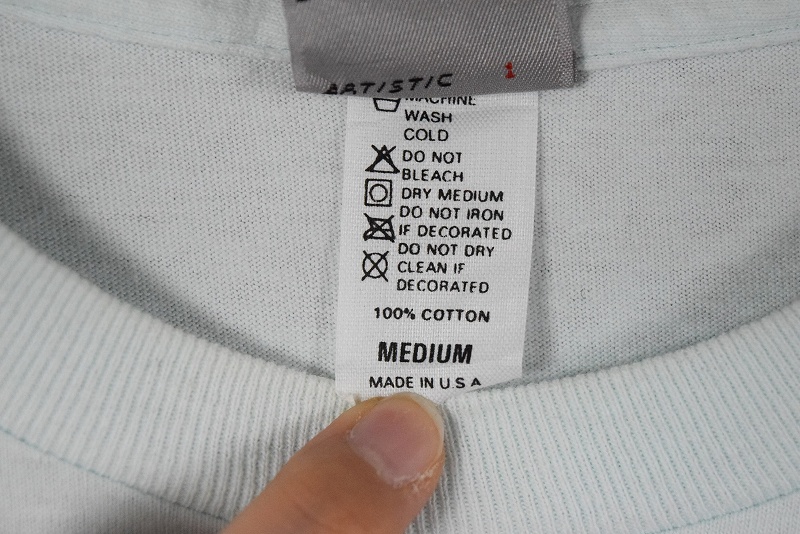 ARTISTIC 1
MACHINE
WASH
COLD
DO NOT
BLEACH
DRY MEDIUM
DO NOT IRON
IF DECORATED
DO NOT DRY
CLEAN IF
DECORATED
100% COTTON
MEDIUM
MADE IN U.S.A